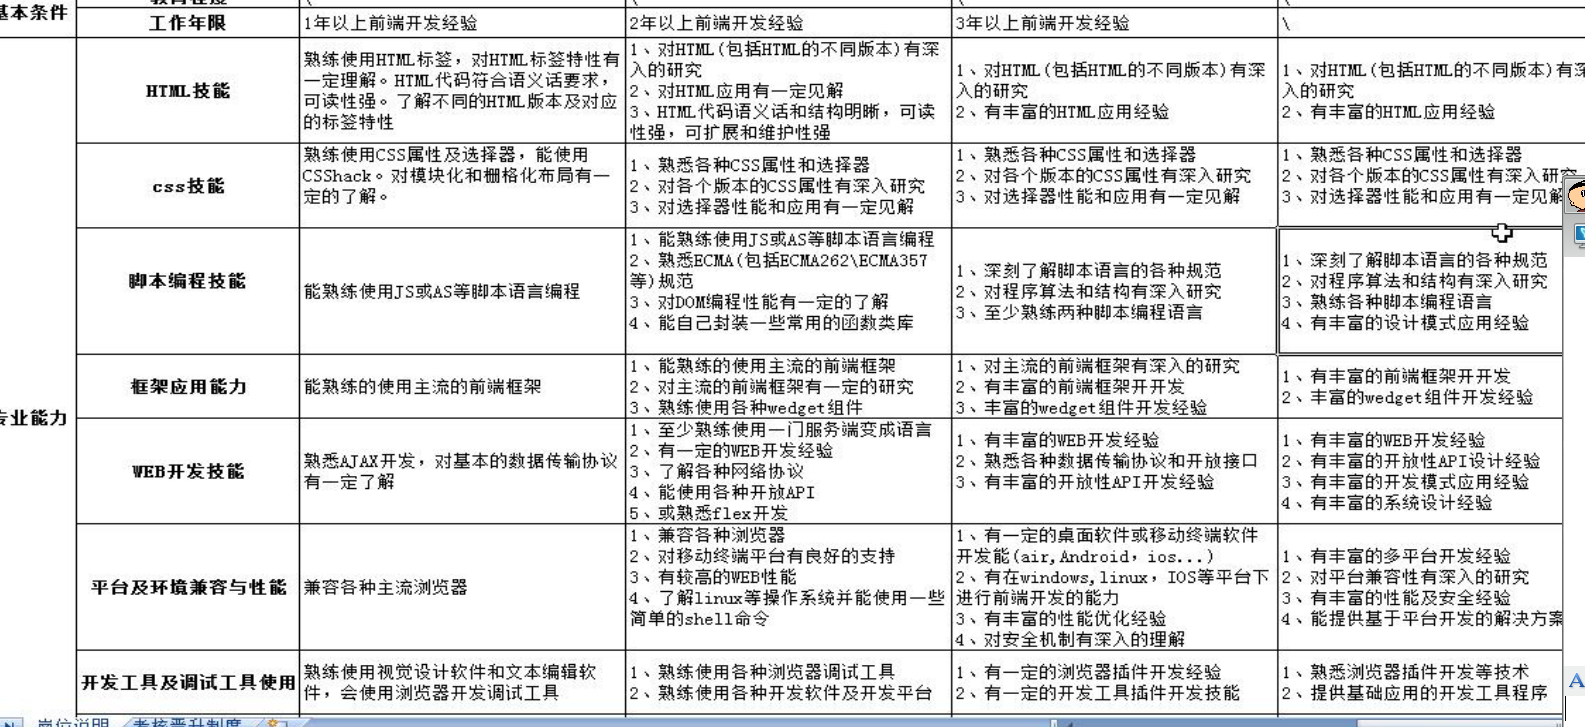 基本条件
教育程度
\
\
\
\
工作年限
1年以上前端开发经验
2年以上前端开发经验
3年以上前端开发经验
\
专业能力
HTML技能
熟练使用HTML标签，对HTML标签特性有
一定理解。HTML代码符合语义话要求，
可读性强。了解不同的HTML版本及对应
的标签特性
1、对HTML(包括HTML的不同版本)有深
入的研究
2、对HTML应用有一定见解
3、HTML代码语义话和结构明晰，可读
性强，可扩展和维护性强
1、对HTML(包括HTML的不同版本)有深
入的研究
2、有丰富的HTML应用经验
1、对HTML(包括HTML的不同版本)有深
入的研究
2、有丰富的HTML应用经验
css技能
熟练使用CSS属性及选择器，能使用
CSShack。对模块化和栅格化布局有一
定的了解。
1、熟悉各种CSS属性和选择器
2、对各个版本的CSS属性有深入研究
3、对选择器性能和应用有一定见解
1、熟悉各种CSS属性和选择器
2、对各个版本的CSS属性有深入研究
3、对选择器性能和应用有一定见解
1、熟悉各种CSS属性和选择器
2、对各个版本的CSS属性有深入研究
3、对选择器性能和应用有一定见解
脚本编程技能
能熟练使用JS或AS等脚本语言编程
1、能熟练使用JS或AS等脚本语言编程
2、熟悉ECMA(包括ECMA262\ECMA357
等)规范
3、对DOM编程性能有一定的了解
4、能自己封装一些常用的函数类库
1、深刻了解脚本语言的各种规范
2、对程序算法和结构有深入研究
3、至少熟练两种脚本编程语言
1、深刻了解脚本语言的各种规范
2、对程序算法和结构有深入研究
3、熟练各种脚本编程语言
4、有丰富的设计模式应用经验
框架应用能力
能熟练的使用主流的前端框架
1、能熟练的使用主流的前端框架
2、对主流的前端框架有一定的研究
3、熟练使用各种wedget组件
1、对主流的前端框架有深入的研究
2、有丰富的前端框架开开发
3、丰富的wedget组件开发经验
1、有丰富的前端框架开开发
2、丰富的wedget组件开发经验
WEB开发技能
熟悉AJAX开发，对基本的数据传输协议
有一定了解
1、至少熟练使用一门服务端变成语言
2、有一定的WEB开发经验
3、了解各种网络协议
4、能使用各种开放API
5、或熟悉flex开发
1、有丰富的WEB开发经验
2、熟悉各种数据传输协议和开放接口
3、有丰富的开放性API开发经验
1、有丰富的WEB开发经验
2、有丰富的开放性API设计经验
3、有丰富的开发模式应用经验
4、有丰富的系统设计经验
平台及环境兼容与性能
兼容各种主流浏览器
1、兼容各种浏览器
2、对移动终端平台有良好的支持
3、有较高的WEB性能
4、了解linux等操作系统并能使用一些
简单的shell命令
1、有一定的桌面软件或移动终端软件
开发能(air,Android，ios...)
2、有在windows,linux，IOS等平台下
进行前端开发的能力
3、有丰富的性能优化经验
4、对安全机制有深入的理解
1、有丰富的多平台开发经验
2、对平台兼容性有深入的研究
3、有丰富的性能及安全经验
4、能提供基于平台开发的解决方案
开发工具及调试工具使用
熟练使用视觉设计软件和文本编辑软
件，会使用浏览器开发调试工具
1、熟练使用各种浏览器调试工具
2、熟练使用各种开发软件及开发平台
1、有一定的浏览器插件开发经验
2、有一定的开发工具插件开发技能
1、熟悉浏览器插件开发等技术
2、提供基础应用的开发工具程序
岗位说明
考核晋升制度
A